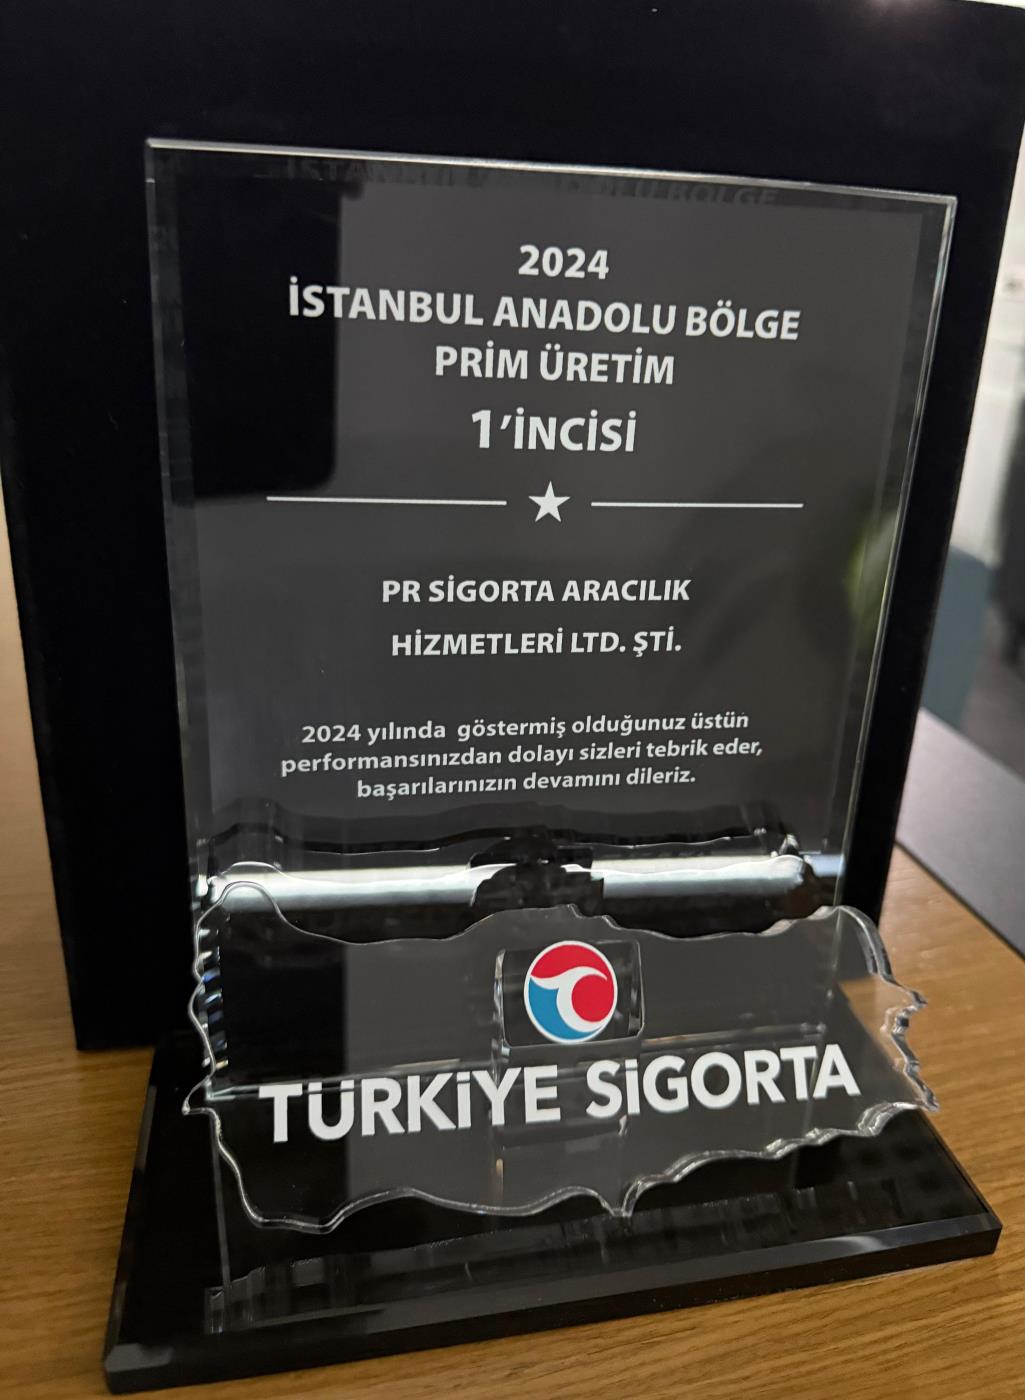 2024
İSTANBUL ANADOLU BÖLGE
PRİM ÜRETİM
1’İNCİSİ
PR SİGORTA ARACILIK
HİZMETLERİ LTD. ŞTİ.
2024 yılında göstermiş olduğunuz üstün
performansınızdan dolayı sizleri tebrik eder,
başarılarınızın devamını dileriz.
TÜRKİYE SİGORTA